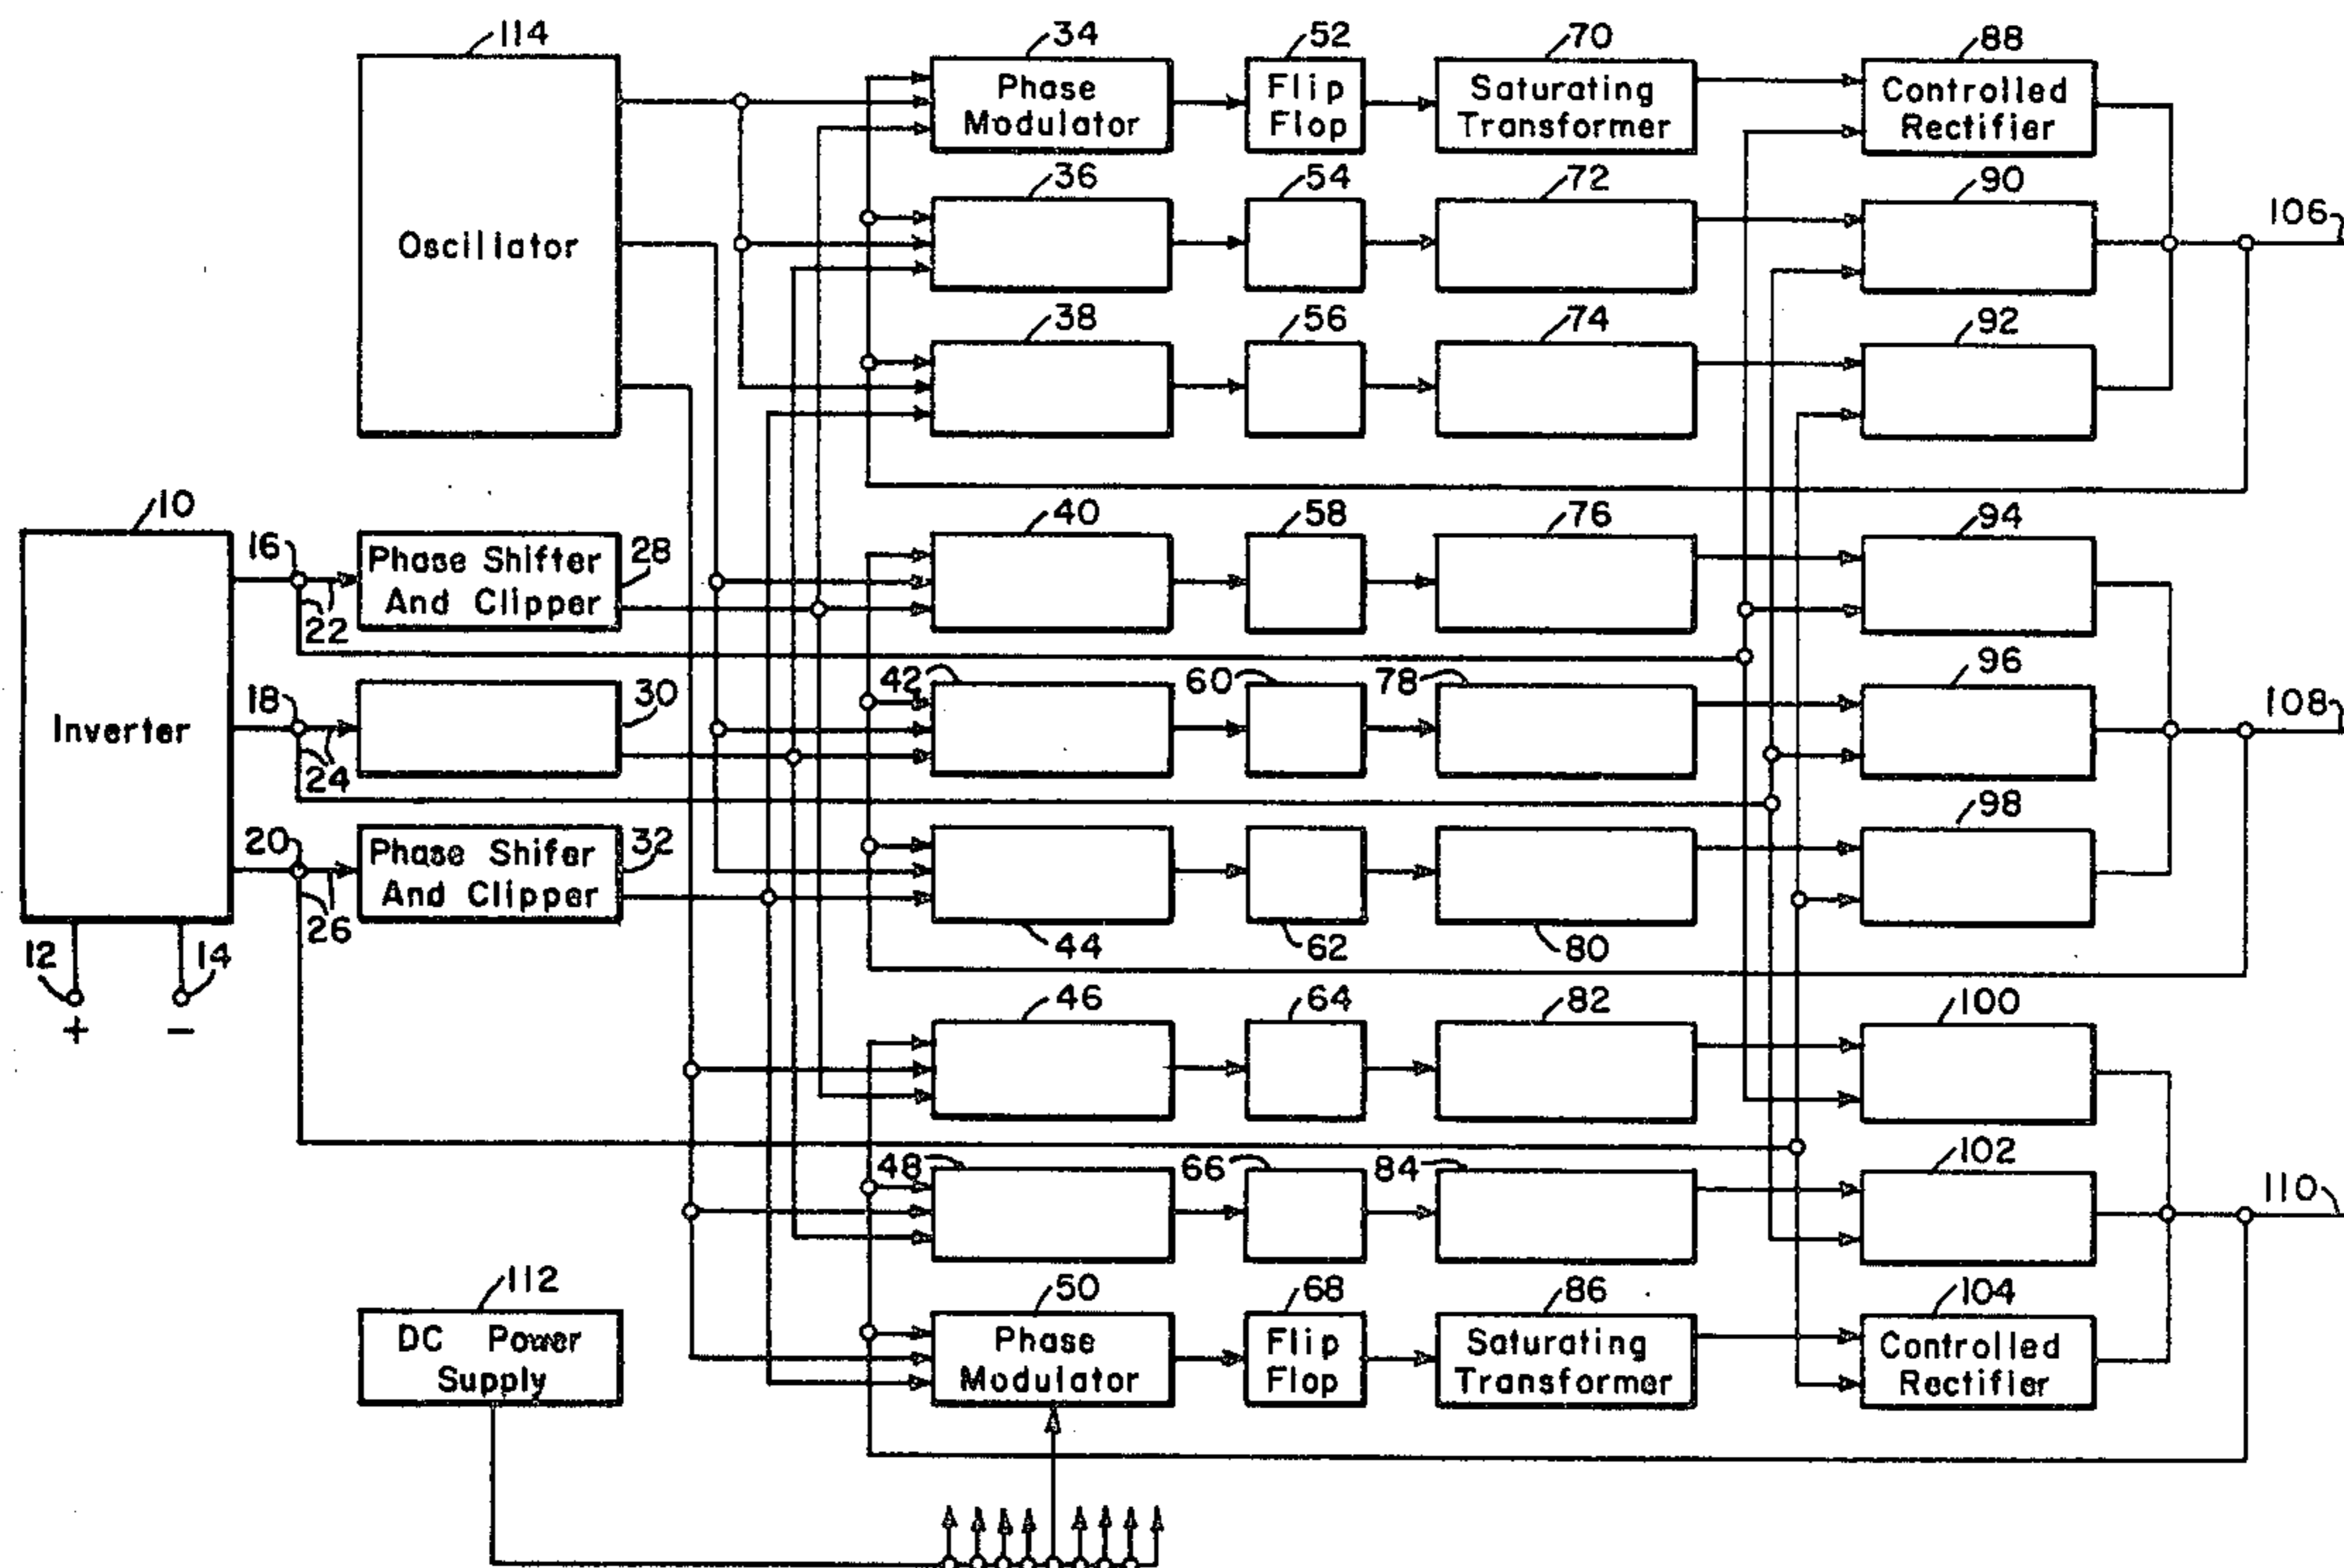 114
34
52
70
88
Phase
Modulator
Flip
Flop
Saturating
Transformer
Controlled
Rectifier
36
54
72
90
106
Oscillator
38
56
74
92
10
40
58
76
94
16
Phase Shifter
And Clipper
28
22
42
60
78
96
18
30
108
Inverter
24
98
20
Phase Shifer
And Clipper
32
26
44
62
80
12
14
+
−
46
64
82
100
48
66
84
102
110
112
50
68
86
104
DC Power
Supply
Phase
Modulator
Flip
Flop
Saturating
Transformer
Controlled
Rectifier